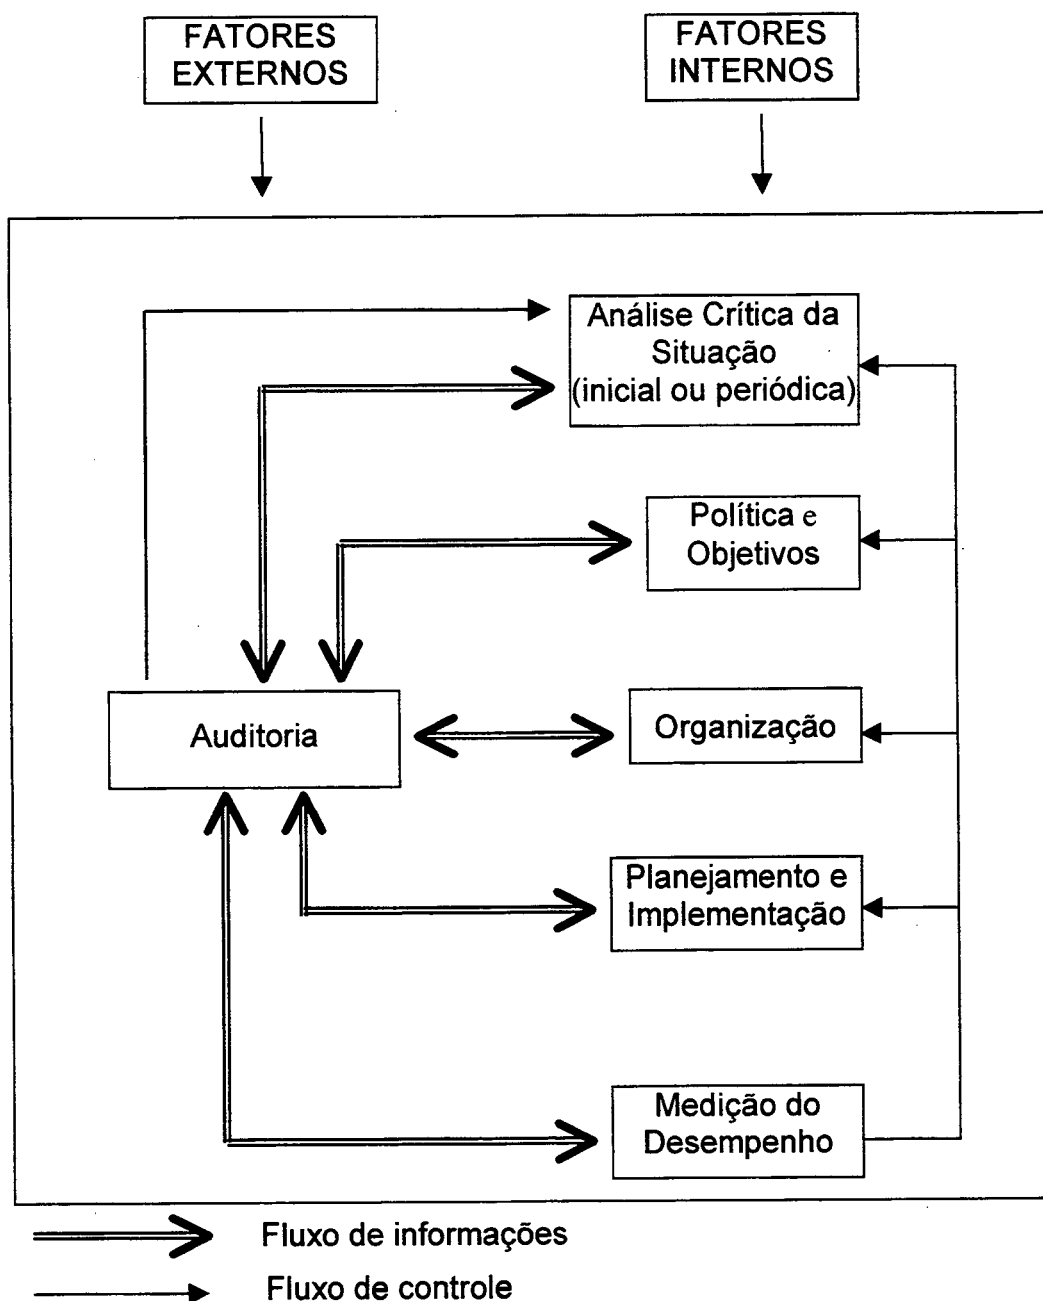 FATORES
EXTERNOS
FATORES
INTERNOS
Análise Crítica da
Situação
(inicial ou periódica)
Política e
Objetivos
Auditoria
Organização
Planejamento e
Implementação
Medição do
Desempenho
Fluxo de informações
Fluxo de controle